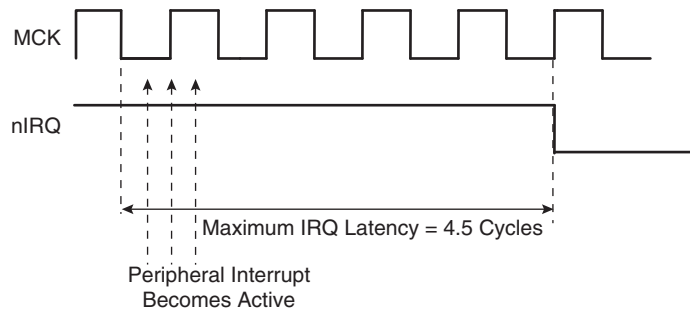 MCK
nIRQ
Maximum IRQ Latency = 4.5 Cycles
Peripheral Interrupt
Becomes Active